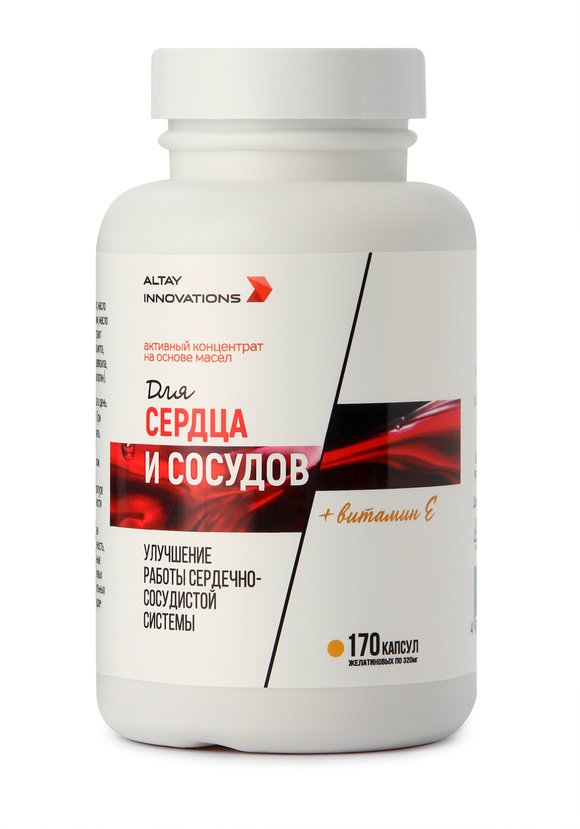 ALTAY
INNOVATIONS
активный концентрат
на основе масел
Для
СЕРДЦА
И СОСУДОВ
+ витамин Е
УЛУЧШЕНИЕ
РАБОТЫ СЕРДЕЧНО-
СОСУДИСТОЙ
СИСТЕМЫ
170 КАПСУЛ
ЖЕЛАТИНОВЫХ ПО 320мг